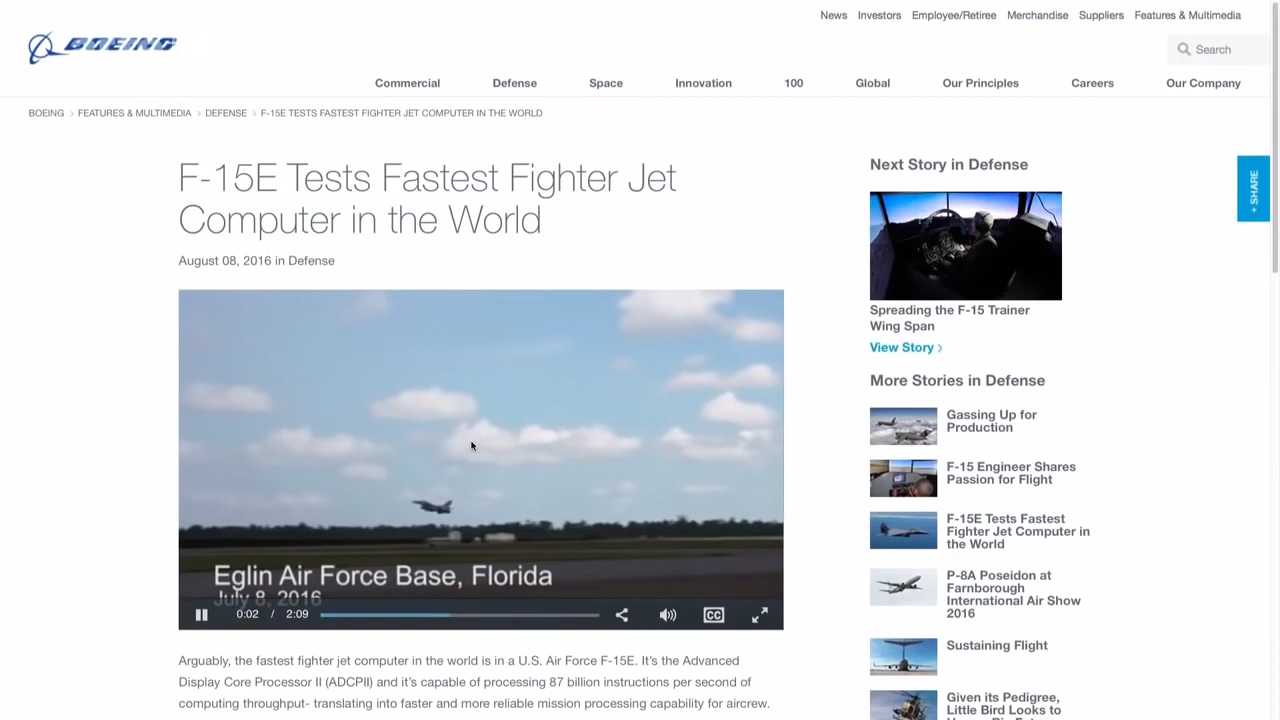 News Investors Employee/Retiree Merchandise Suppliers Features & Multimedia
BOEING
Search
Commercial Defense Space Innovation 100 Global Our Principles Careers Our Company
BOEING > FEATURES & MULTIMEDIA > DEFENSE > F-15E TESTS FASTEST FIGHTER JET COMPUTER IN THE WORLD
F-15E Tests Fastest Fighter Jet
Computer in the World
August 08, 2016 in Defense
Eglin Air Force Base, Florida
July 8, 2016
0:02 / 2:09
CC
Arguably, the fastest fighter jet computer in the world is in a U.S. Air Force F-15E. It's the Advanced
Display Core Processor II (ADCPII) and it's capable of processing 87 billion instructions per second of
computing throughput- translating into faster and more reliable mission processing capability for aircrew.
Next Story in Defense
Spreading the F-15 Trainer
Wing Span
View Story >
More Stories in Defense
Gassing Up for
Production
F-15 Engineer Shares
Passion for Flight
F-15E Tests Fastest
Fighter Jet Computer in
the World
P-8A Poseidon at
Farnborough
International Air Show
2016
Sustaining Flight
Given its Pedigree,
Little Bird Looks to
+ SHARE